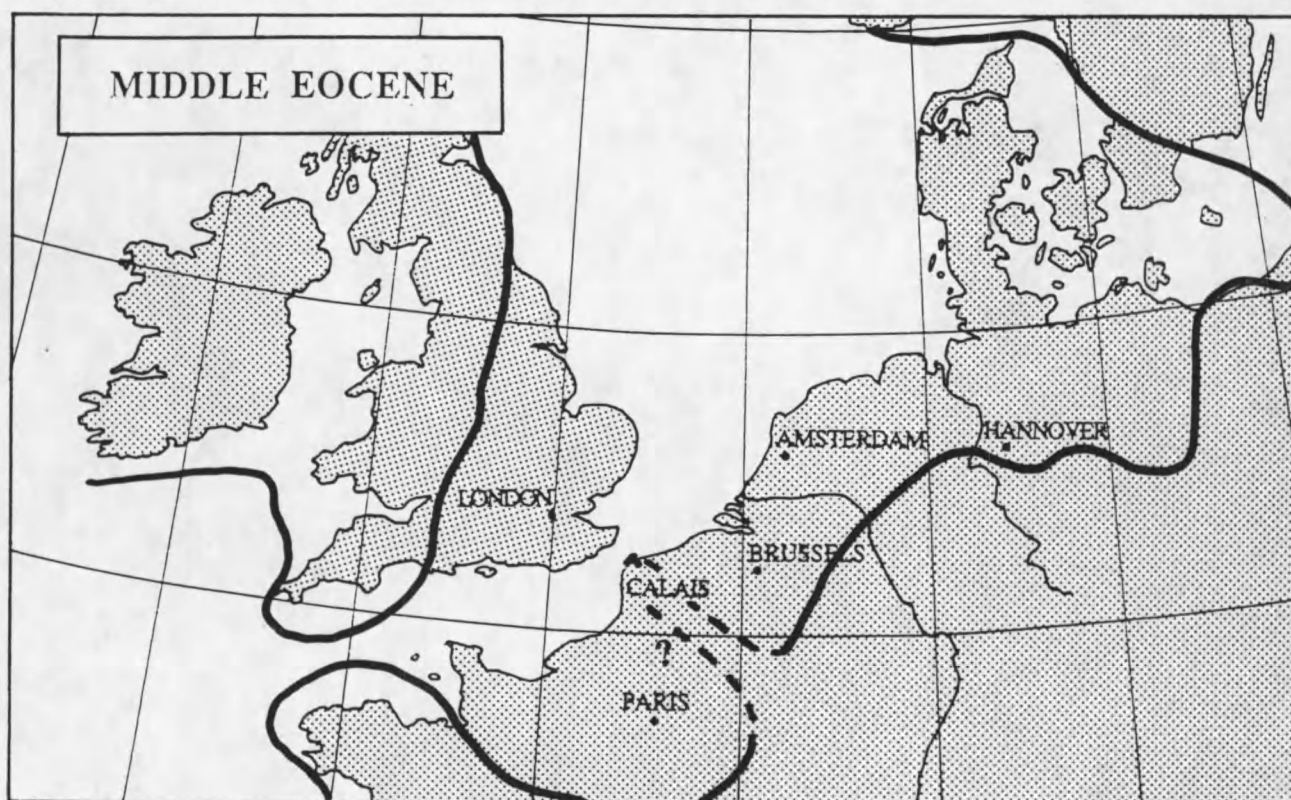 MIDDLE EOCENE
AMSTERDAM
HANNOVER
LONDON
BRUSSELS
CALAIS
?
PARIS